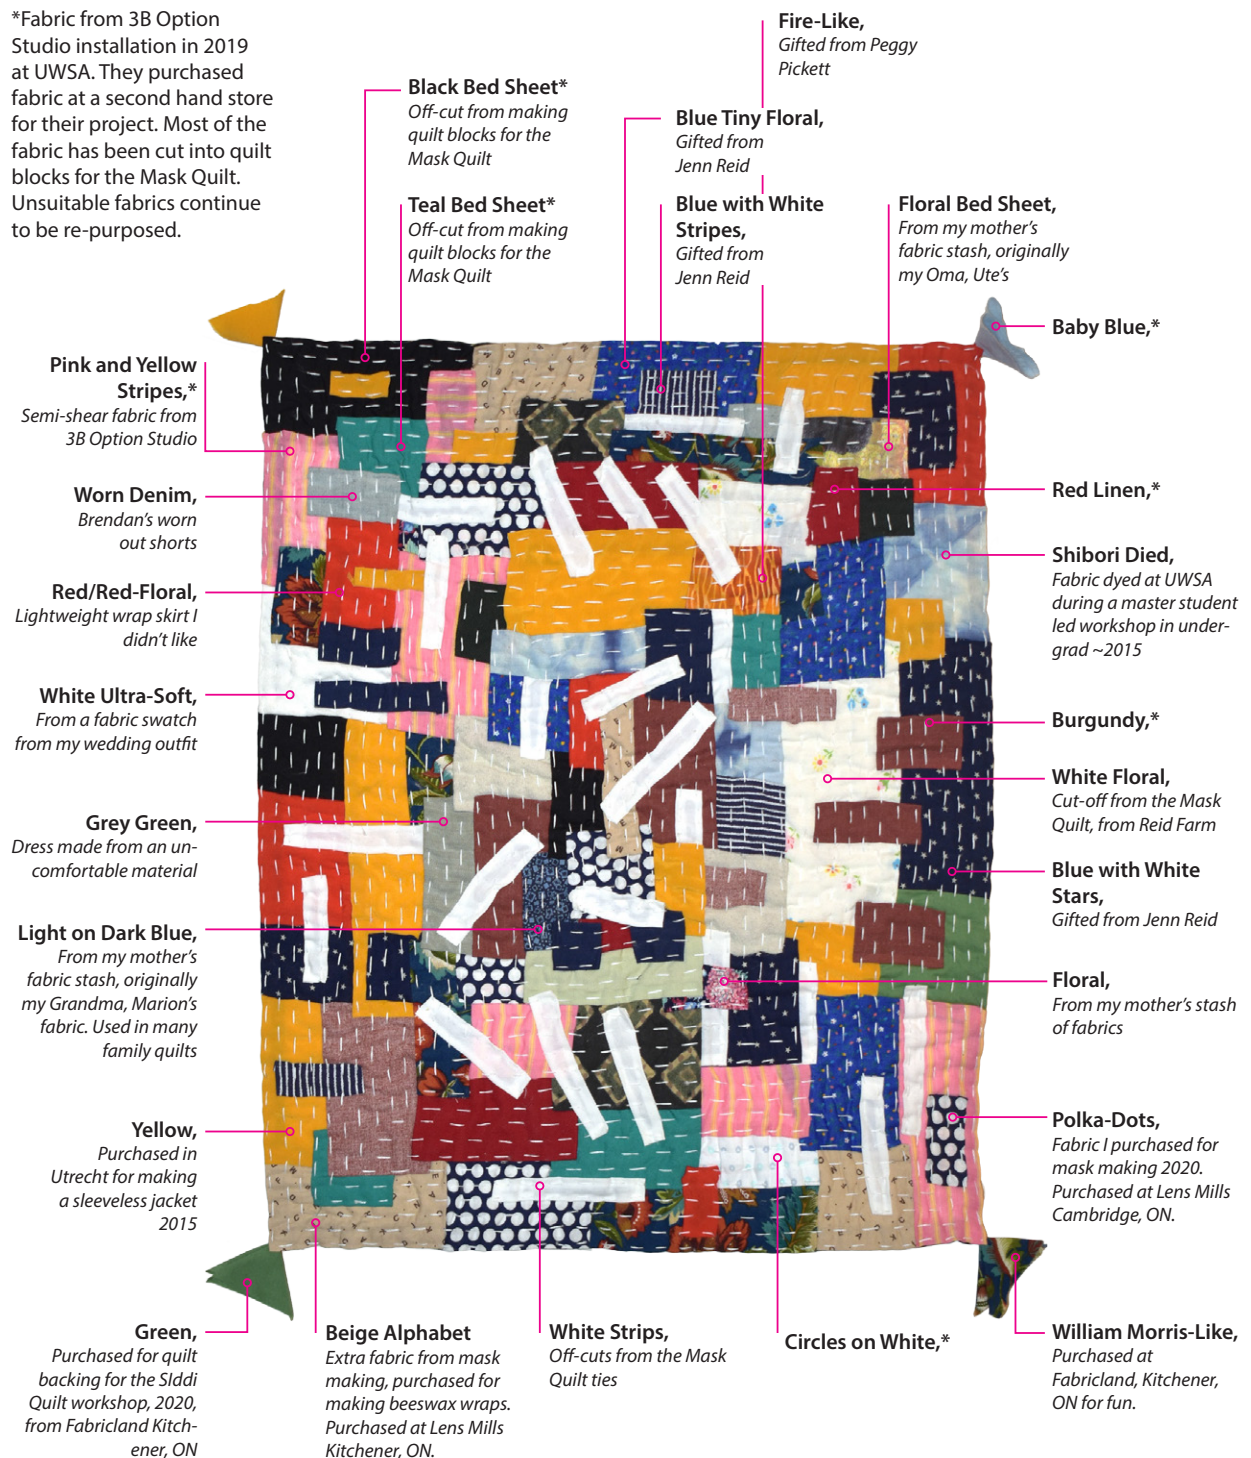 *Fabric from 3B Option
Studio installation in 2019
at UWSA. They purchased
fabric at a second hand store
for their project. Most of the
fabric has been cut into quilt
blocks for the Mask Quilt.
Unsuitable fabrics continue
to be re-purposed.
Black Bed Sheet*
Off-cut from making
quilt blocks for the
Mask Quilt
Teal Bed Sheet*
Off-cut from making
quilt blocks for the
Mask Quilt
Fire-Like,
Gifted from Peggy
Pickett
Blue Tiny Floral,
Gifted from
Jenn Reid
Blue with White
Stripes,
Gifted from
Jenn Reid
Floral Bed Sheet,
From my mother's
fabric stash, originally
my Oma, Ute's
Baby Blue,*
Pink and Yellow
Stripes,*
Semi-shear fabric from
3B Option Studio
Worn Denim,
Brendan's worn
out shorts
Red/Red-Floral,
Lightweight wrap skirt I
didn't like
White Ultra-Soft,
From a fabric swatch
from my wedding outfit
Grey Green,
Dress made from an un-
comfortable material
Light on Dark Blue,
From my mother's
fabric stash, originally
my Grandma, Marion's
fabric. Used in many
family quilts
Yellow,
Purchased in
Utrecht for making
a sleeveless jacket
2015
Green,
Purchased for quilt
backing for the SIddi
Quilt workshop, 2020,
from Fabricland Kitch-
ener, ON
Red Linen,*
Shibori Died,
Fabric dyed at UWSA
during a master student
led workshop in under-
grad ~2015
Burgundy,*
White Floral,
Cut-off from the Mask
Quilt, from Reid Farm
Blue with White
Stars,
Gifted from Jenn Reid
Floral,
From my mother's stash
of fabrics
Polka-Dots,
Fabric I purchased for
mask making 2020.
Purchased at Lens Mills
Cambridge, ON.
Beige Alphabet
Extra fabric from mask
making, purchased for
making beeswax wraps.
Purchased at Lens Mills
Kitchener, ON.
White Strips,
Off-cuts from the Mask
Quilt ties
Circles on White,*
William Morris-Like,
Purchased at
Fabricland, Kitchener,
ON for fun.